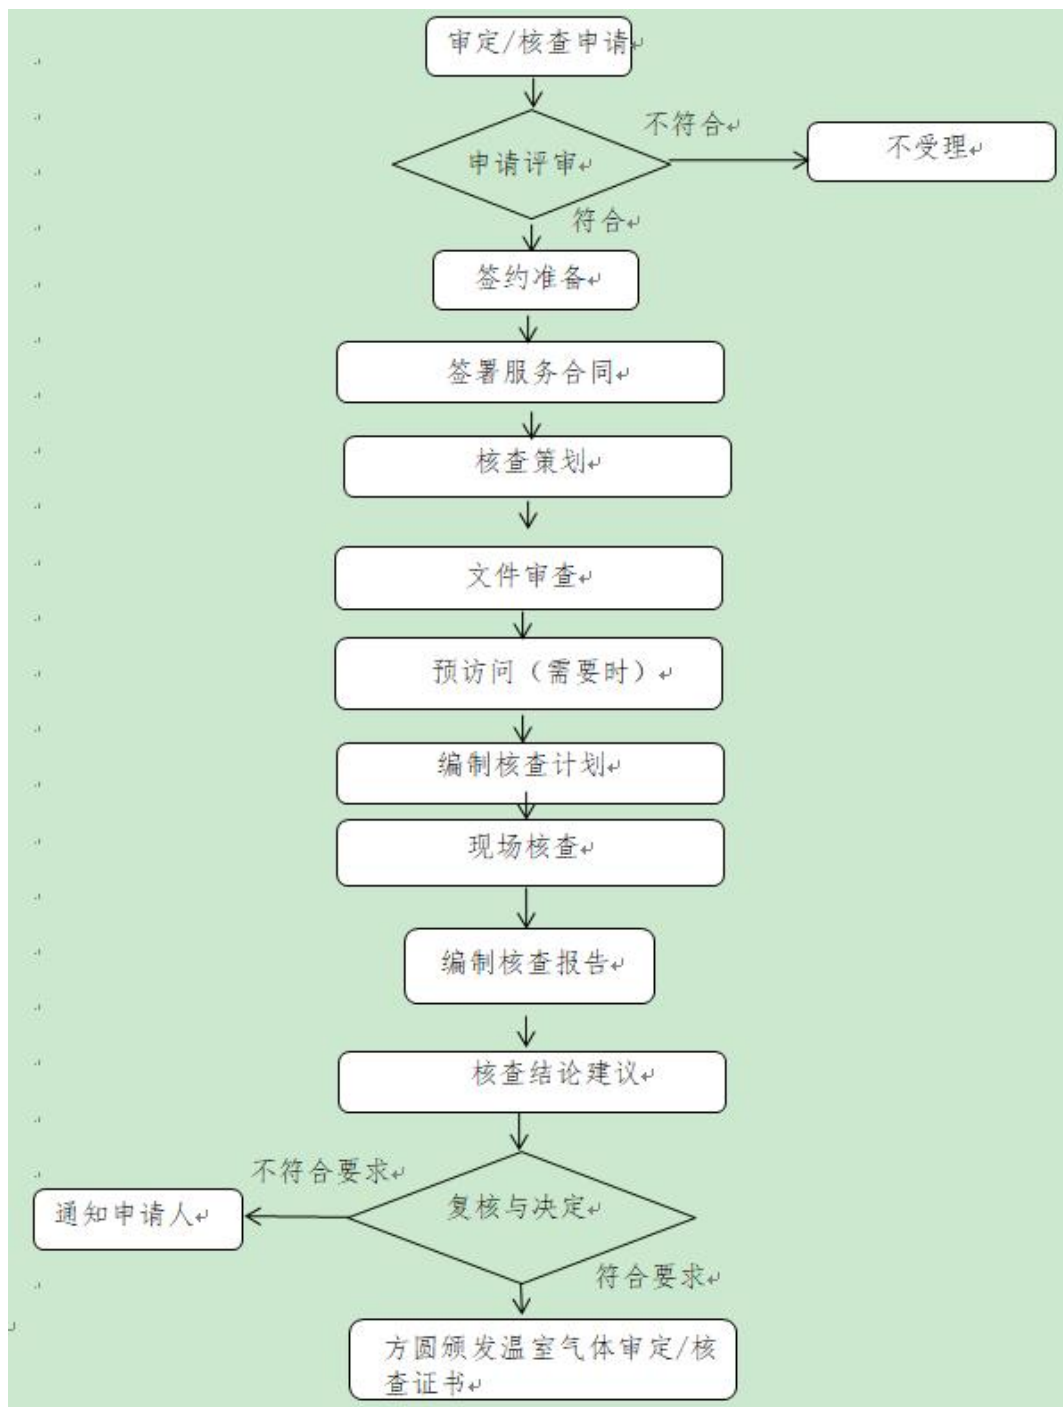 审定/核查申请
不符合
不受理
申请评审
符合
签约准备
签署服务合同
核查策划
文件审查
预访问（需要时）
编制核查计划
现场核查
编制核查报告
核查结论建议
不符合要求
通知申请人
复核与决定
符合要求
方圆颁发温室气体审定/核
查证书